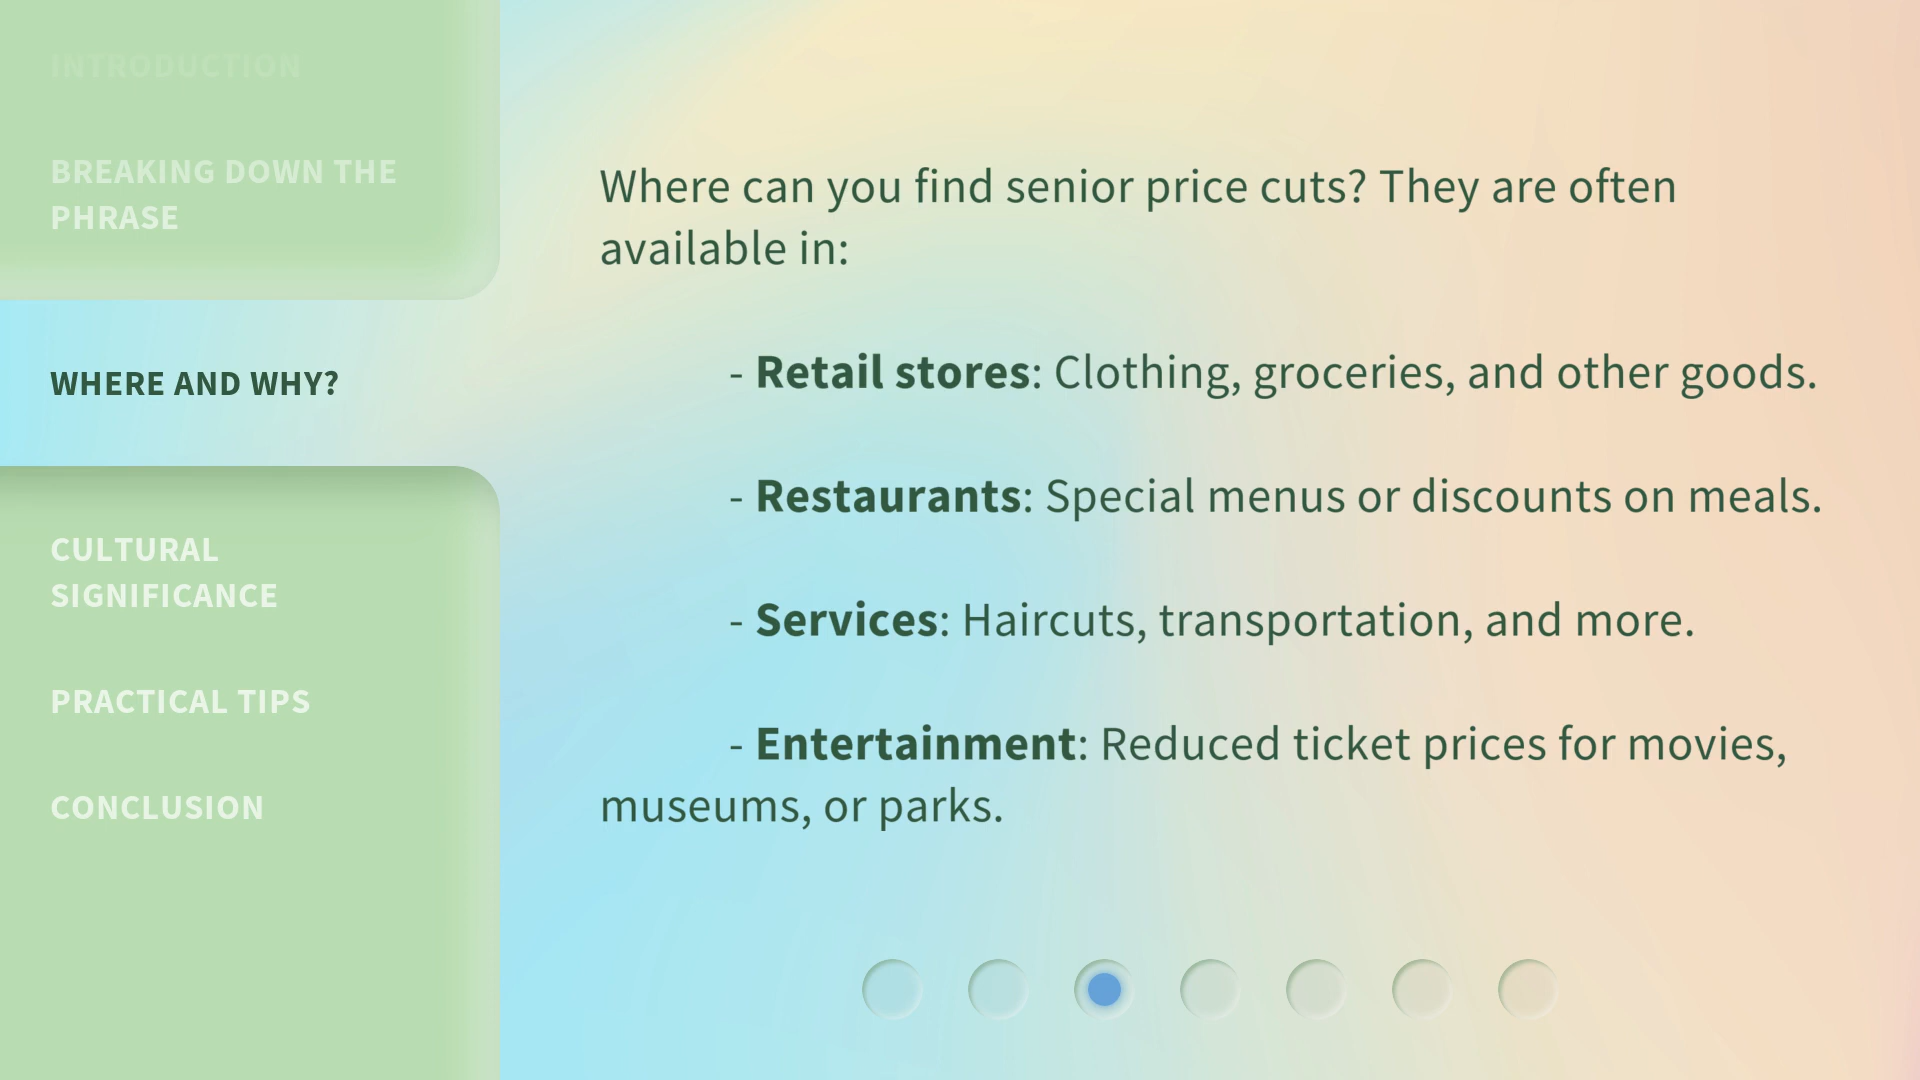 INTRODUCTION
BREAKING DOWN THE
PHRASE
WHERE AND WHY?
CULTURAL
SIGNIFICANCE
PRACTICAL TIPS
CONCLUSION
Where can you find senior price cuts? They are often
available in:
- Retail stores: Clothing, groceries, and other goods.
- Restaurants: Special menus or discounts on meals.
- Services: Haircuts, transportation, and more.
- Entertainment: Reduced ticket prices for movies,
museums, or parks.